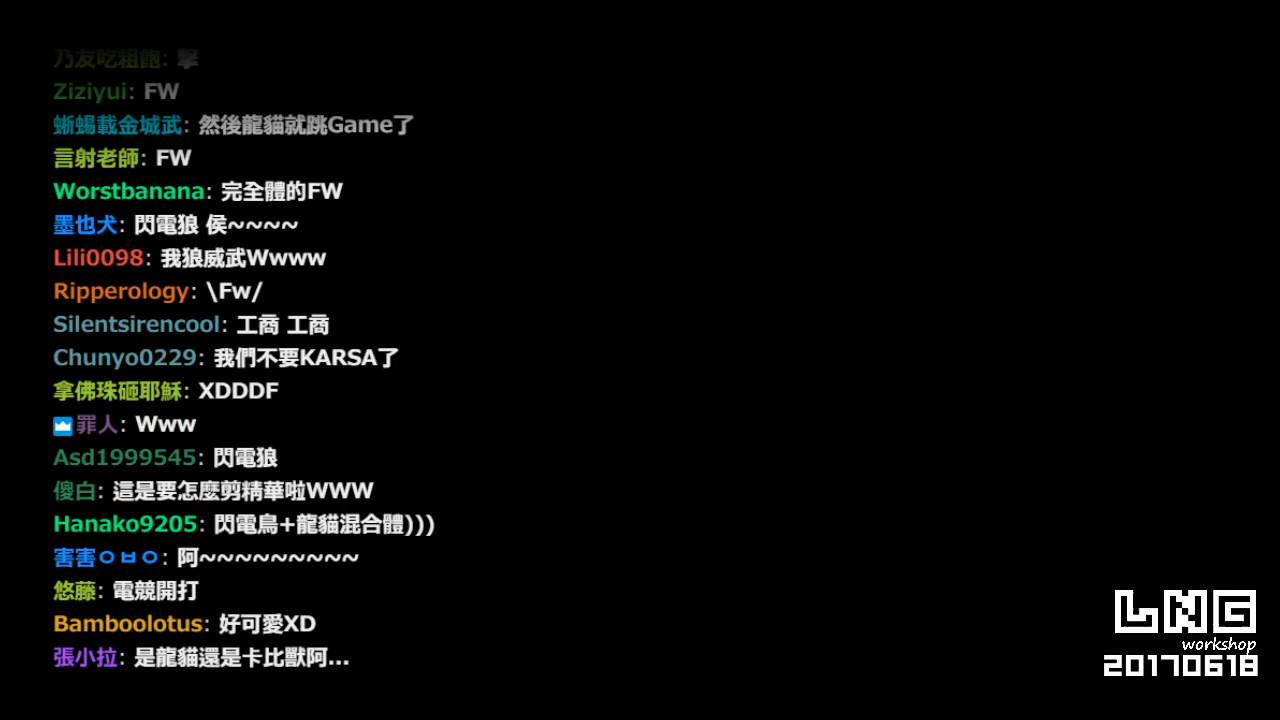 乃友吃粗飽: 擊
Ziziyui: FW
蜥蜴載金城武: 然後龍貓就跳Game了
言射老師: FW
Worstbanana: 完全體的FW
墨也犬: 閃電狼 侯~~~~
Lili0098: 我狼威武Wwww
Ripperology: \Fw/
Silentsirencool: 工商 工商
Chunyo0229: 我們不要KARSA了
拿佛珠砸耶穌: XDDDF
罪人: Www
Asd1999545: 閃電狼
傻白: 這是要怎麼剪精華啦WWW
Hanako9205: 閃電鳥+龍貓混合體)))
害害ㅇㅂㅇ: 阿~~~~~~~~~
悠藤: 電競開打
Bamboolotus: 好可愛XD
張小拉: 是龍貓還是卡比獸阿...
LNG
workshop
20170618